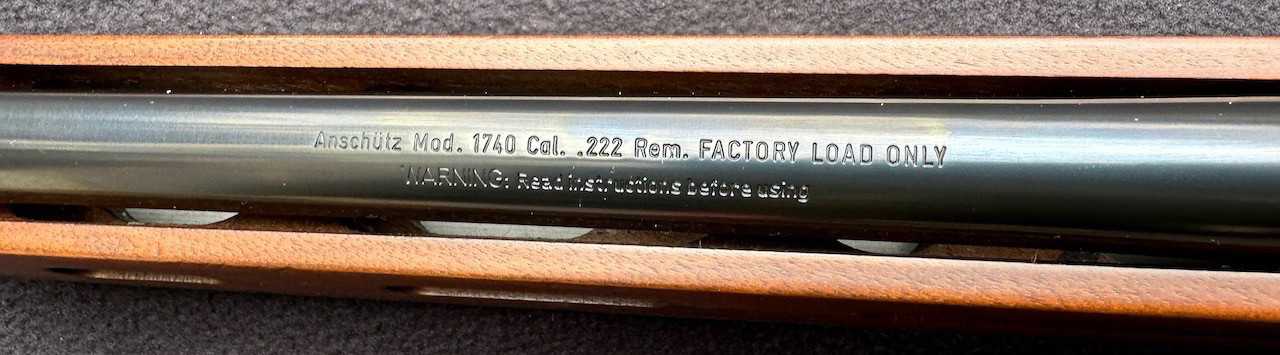 Anschütz Mod. 1740 Cal. .222 Rem. FACTORY LOAD ONLY
WARNING: Read instructions before using